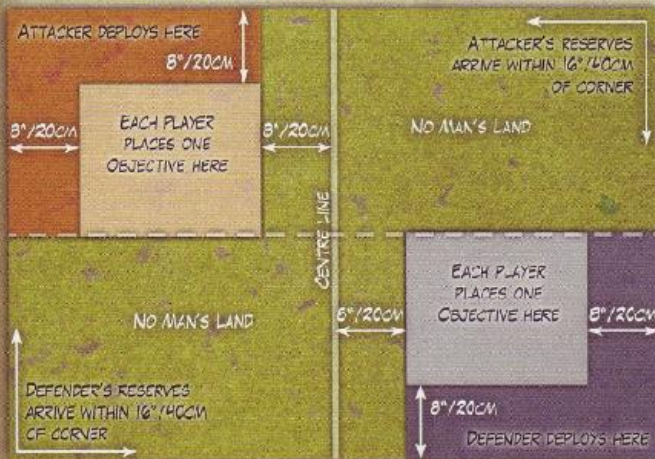 ATTACKER DEPLOYS HERE
8"/20CM
ATTACKER'S RESERVES
ARRIVE WITHIN 16"/40CM
OF CORNER
8"/20CM
EACH PLAYER
PLACES ONE
OBJECTIVE HERE
8"/20CM
NO MAN'S LAND
CENTRE LINE
NO MAN'S LAND
8"/20CM
EACH PLAYER
PLACES ONE
OBJECTIVE HERE
8"/20CM
DEFENDER'S RESERVES
ARRIVE WITHIN 16"/40CM
OF CORNER
8"/20CM
DEFENDER DEPLOYS HERE